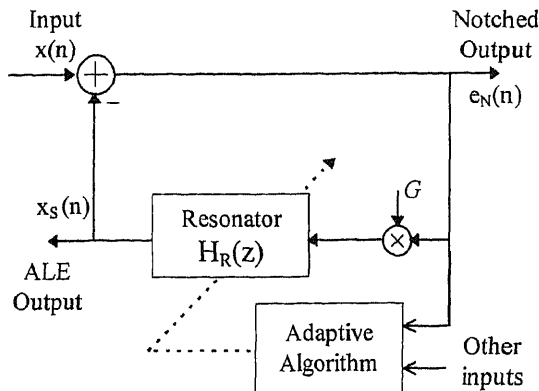 Input
x(n)
Notched
Output
e_N(n)
+
−
x_S(n)
G
Resonator
H_R(z)
×
ALE
Output
Adaptive
Algorithm
Other
inputs